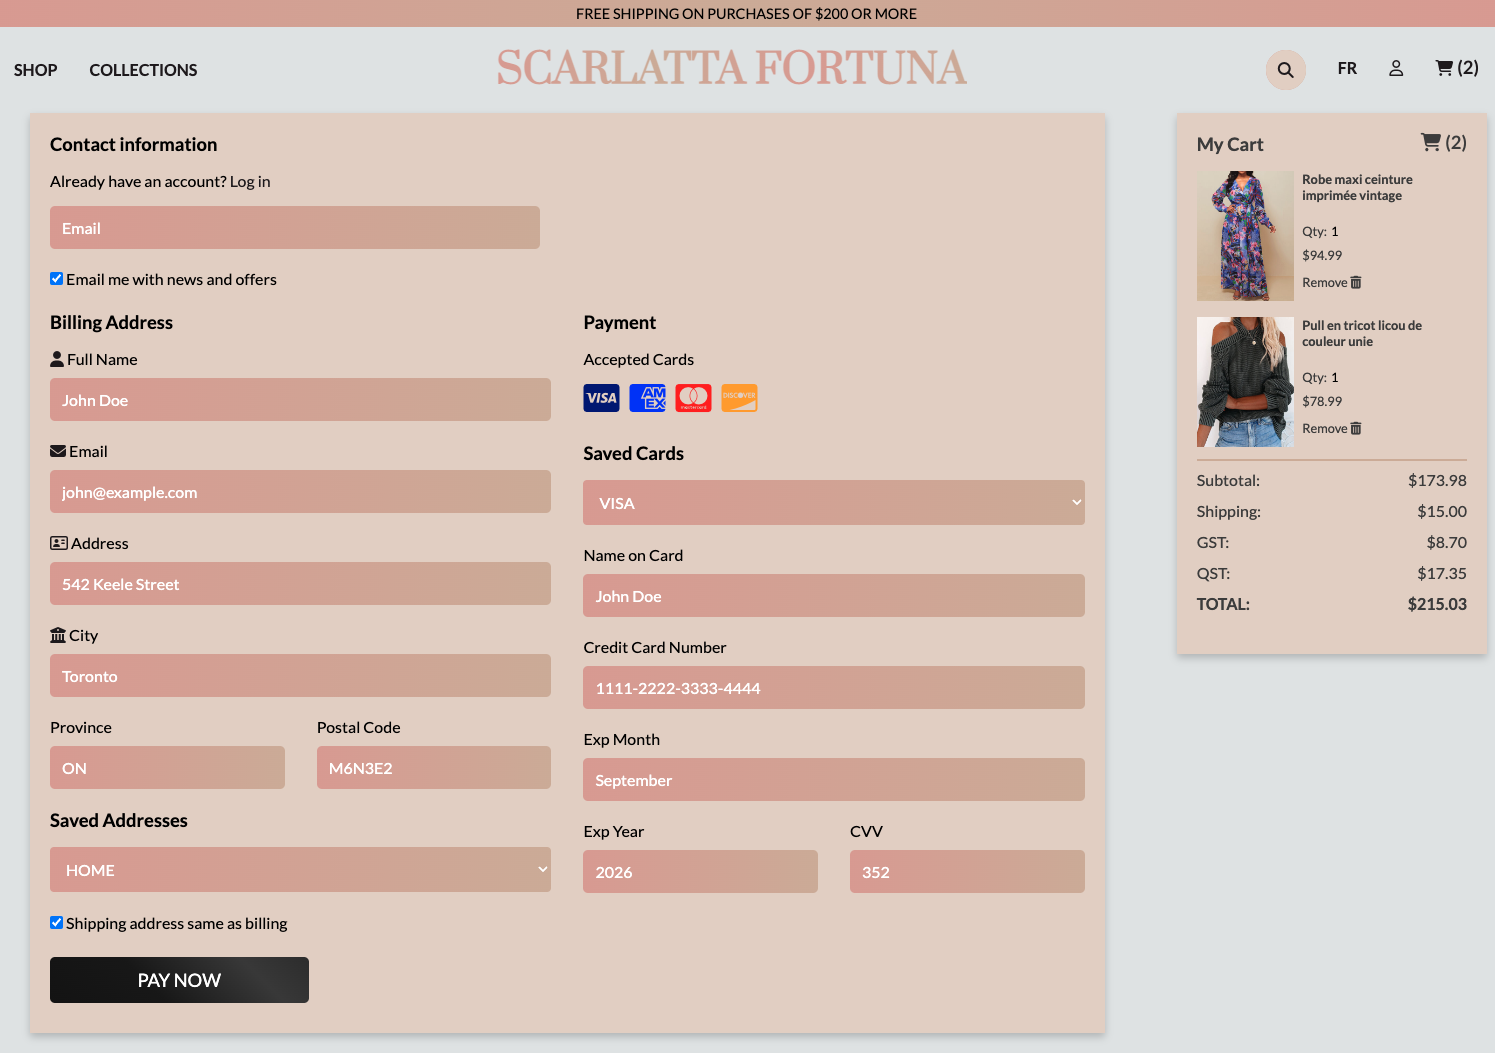 FREE SHIPPING ON PURCHASES OF $200 OR MORE
SHOP
COLLECTIONS
SCARLATTA FORTUNA
FR
(2)
Contact information
Already have an account? Log in
Email
Email me with news and offers
Billing Address
Full Name
John Doe
Email
john@example.com
Address
542 Keele Street
City
Toronto
Province
Postal Code
ON
M6N3E2
Saved Addresses
HOME
Shipping address same as billing
PAY NOW
Payment
Accepted Cards
VISA
AM
EX
mastercard
DISCOVER
Saved Cards
VISA
Name on Card
John Doe
Credit Card Number
1111-2222-3333-4444
Exp Month
September
Exp Year
CVV
2026
352
My Cart
(2)
Robe maxi ceinture
imprimée vintage
Qty: 1
$94.99
Remove
Pull en tricot licou de
couleur unie
Qty: 1
$78.99
Remove
Subtotal: $173.98
Shipping: $15.00
GST: $8.70
QST: $17.35
TOTAL: $215.03